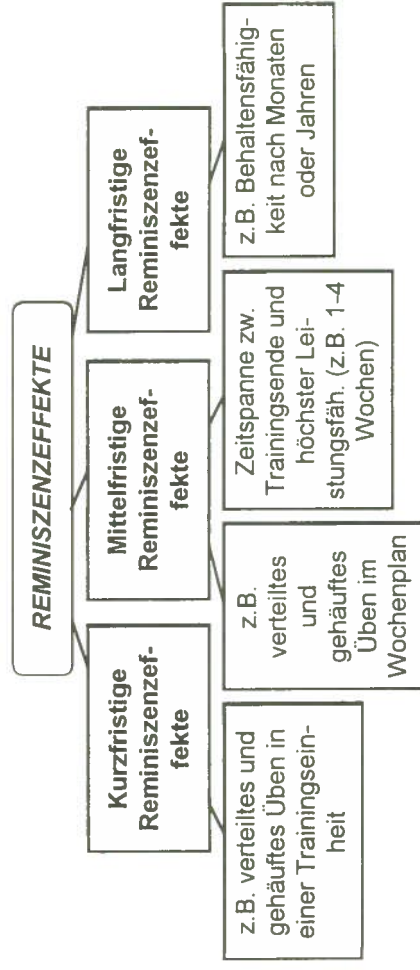 REMINISZENZEFFEKTE
Kurzfristige
Reminiszenzef-
fekte
Mittelfristige
Reminiszenzef-
fekte
Langfristige
Reminiszenzef-
fekte
z.B. verteiltes und
gehäuftes Üben in
einer Trainingsein-
heit
z.B.
verteiltes
und
gehäuftes
Üben im
Wochenplan
Zeitspanne zw.
Trainingsende und
höchster Lei-
stungsfäh. (z.B. 1-4
Wochen)
z.B. Behaltensfähig-
keit nach Monaten
oder Jahren